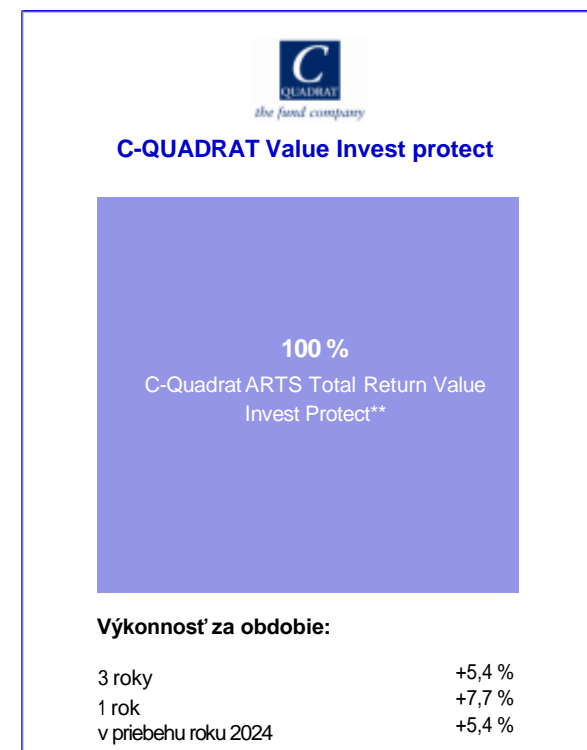 C
QUADRAT
the fund company
C-QUADRAT Value Invest protect
100 %
C-Quadrat ARTS Total Return Value
Invest Protect**
Výkonnosť za obdobie:
3 roky +5,4 %
1 rok +7,7 %
v priebehu roku 2024 +5,4 %